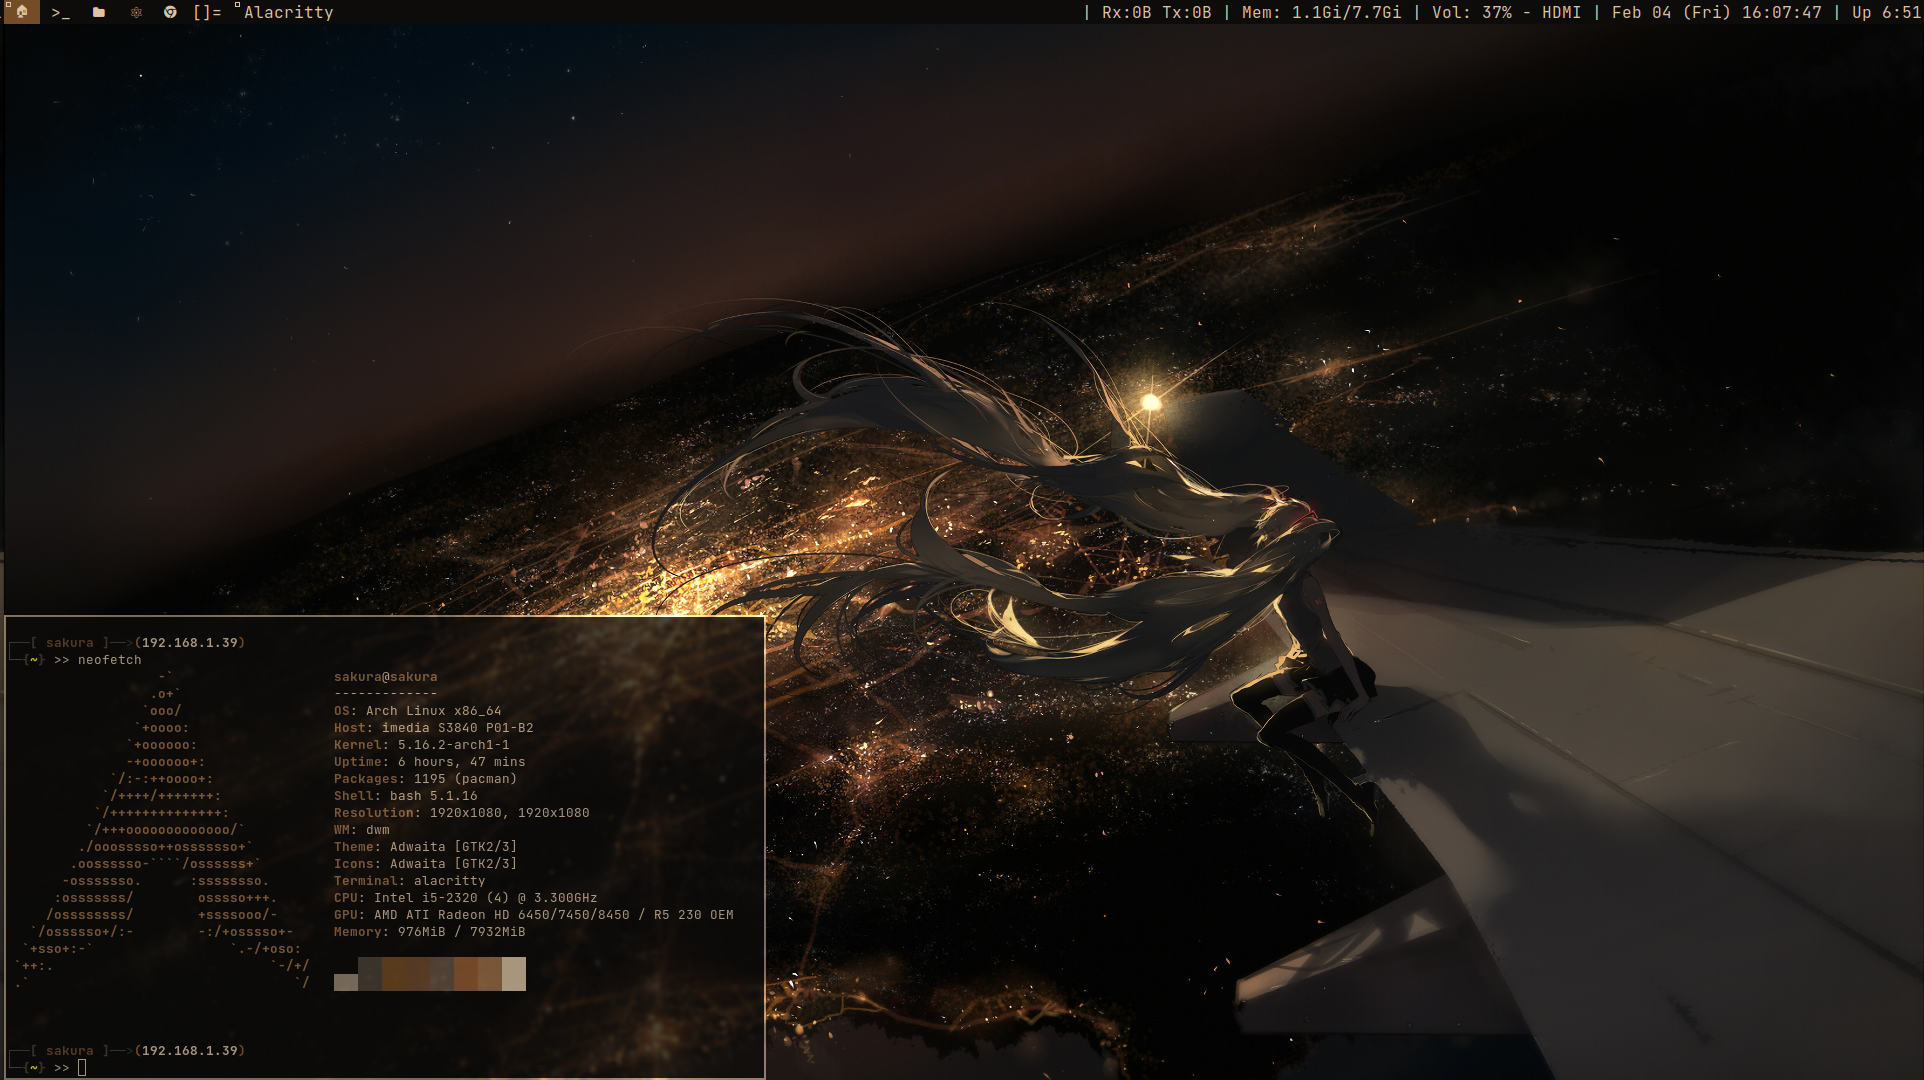 >_ []= Alacritty | Rx:0B Tx:0B | Mem: 1.1Gi/7.7Gi | Vol: 37% - HDMI | Feb 04 (Fri) 16:07:47 | Up 6:51
┌──[ sakura ]──>(192.168.1.39)
└─{~} >> neofetch
-`
.o+`
`ooo/
`+oooo:
`+oooooo:
-+oooooo+:
`/:-:++oooo+:
`/++++/+++++++:
`/++++++++++++++:
`/+++ooooooooooooo/`
./ooosssso++osssssso+`
.oossssso-````/ossssss+`
-osssssso.      :ssssssso.
:osssssss/        osssso+++.
/ossssssss/        +ssssooo/-
`/ossssso+/:-        -:/+osssso+-
`+sso+:-`                 `.-/+oso:
`++:.                           `-/+/
.`                                 `/
sakura@sakura
-------------
OS: Arch Linux x86_64
Host: imedia S3840 P01-B2
Kernel: 5.16.2-arch1-1
Uptime: 6 hours, 47 mins
Packages: 1195 (pacman)
Shell: bash 5.1.16
Resolution: 1920x1080, 1920x1080
WM: dwm
Theme: Adwaita [GTK2/3]
Icons: Adwaita [GTK2/3]
Terminal: alacritty
CPU: Intel i5-2320 (4) @ 3.300GHz
GPU: AMD ATI Radeon HD 6450/7450/8450 / R5 230 OEM
Memory: 976MiB / 7932MiB
┌──[ sakura ]──>(192.168.1.39)
└─{~} >>